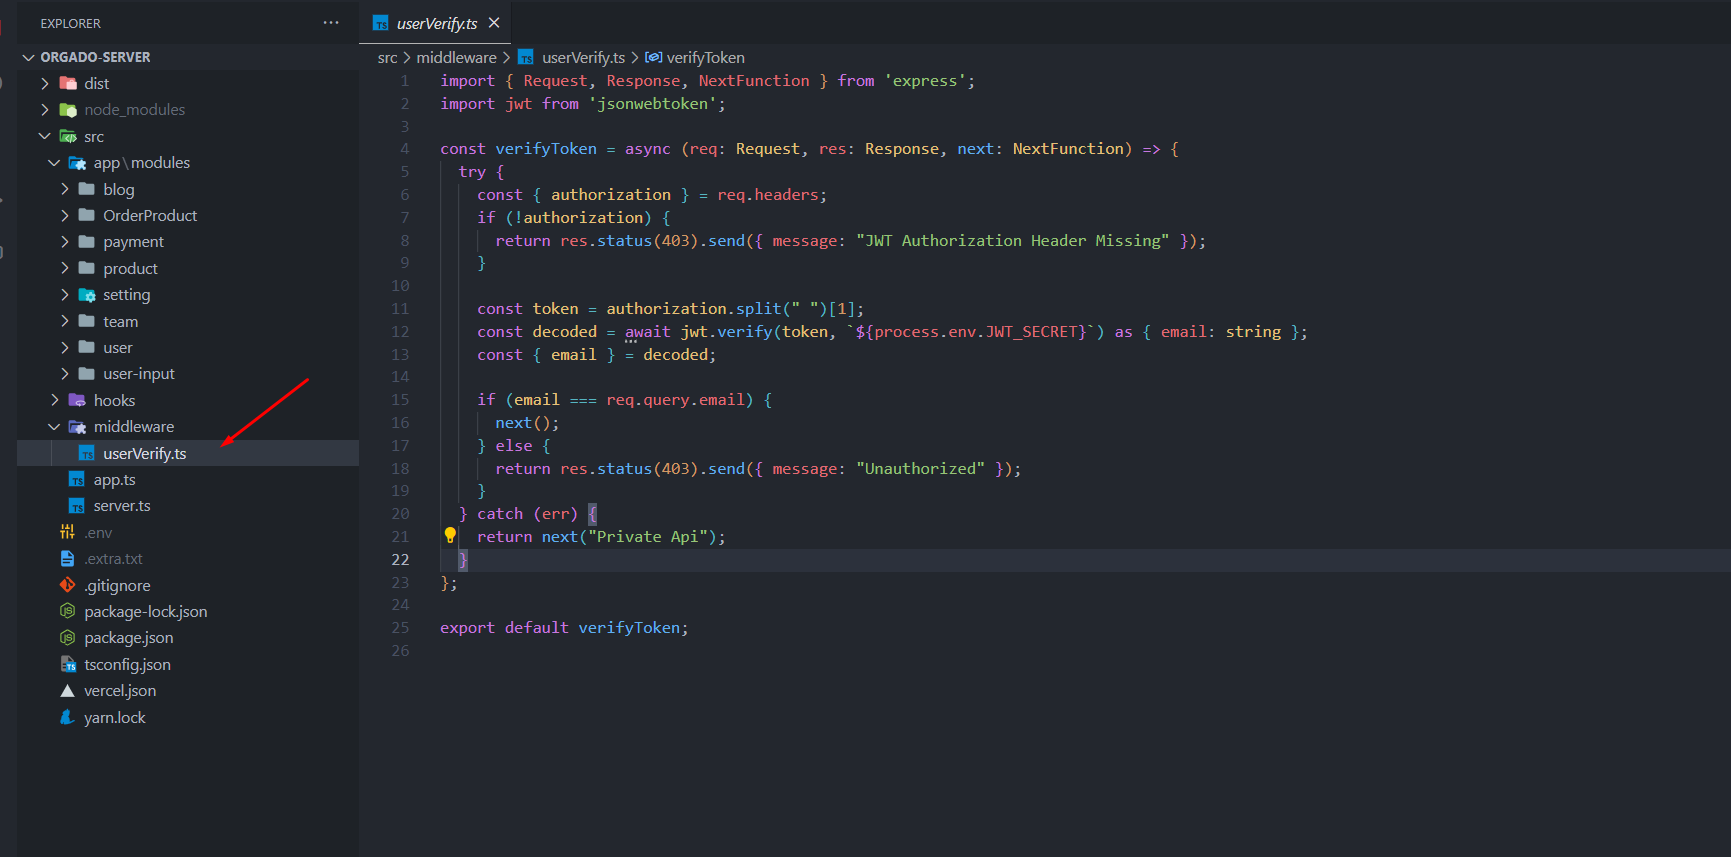 EXPLORER
ORGADO-SERVER
dist
node_modules
src
app\modules
blog
OrderProduct
payment
product
setting
team
user
user-input
hooks
middleware
TS userVerify.ts
TS app.ts
TS server.ts
.env
.extra.txt
.gitignore
JS package-lock.json
JS package.json
TS tsconfig.json
vercel.json
yarn.lock
TS userVerify.ts
src > middleware > TS userVerify.ts > verifyToken
1 import { Request, Response, NextFunction } from 'express';
2 import jwt from 'jsonwebtoken';
3
4 const verifyToken = async (req: Request, res: Response, next: NextFunction) => {
5 try {
6 const { authorization } = req.headers;
7 if (!authorization) {
8 return res.status(403).send({ message: "JWT Authorization Header Missing" });
9 }
10
11 const token = authorization.split(" ")[1];
12 const decoded = await jwt.verify(token, `${process.env.JWT_SECRET}`) as { email: string };
13 const { email } = decoded;
14
15 if (email === req.query.email) {
16 next();
17 } else {
18 return res.status(403).send({ message: "Unauthorized" });
19 }
20 } catch (err) {
21 return next("Private Api");
22 }
23 };
24
25 export default verifyToken;
26